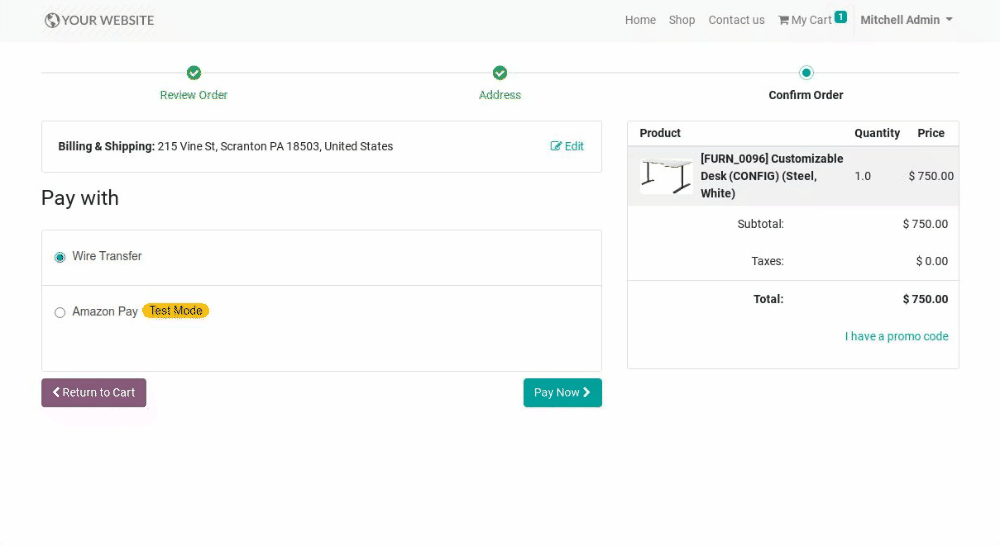 YOUR WEBSITE
Home Shop Contact us My Cart 1 Mitchell Admin
Review Order Address Confirm Order
Billing & Shipping: 215 Vine St, Scranton PA 18503, United States Edit
Pay with
Wire Transfer
Amazon Pay Test Mode
Return to Cart Pay Now
Product Quantity Price
[FURN_0096] Customizable
Desk (CONFIG) (Steel, 1.0 $ 750.00
White)
Subtotal: $ 750.00
Taxes: $ 0.00
Total: $ 750.00
I have a promo code